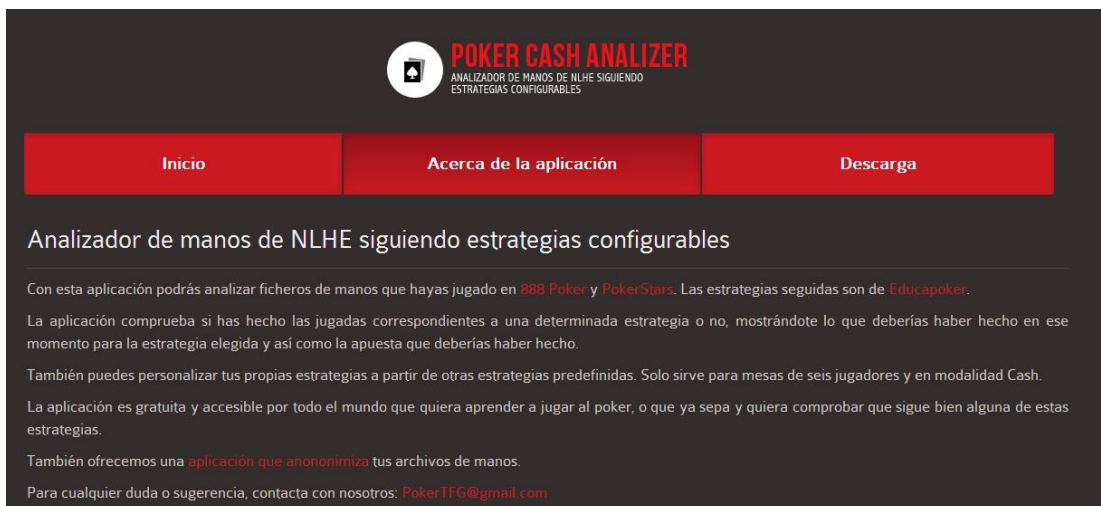 POKER CASH ANALIZER
ANALIZADOR DE MANOS DE NLHE SIGUIENDO
ESTRATEGIAS CONFIGURABLES
Inicio
Acerca de la aplicación
Descarga
Analizador de manos de NLHE siguiendo estrategias configurables
Con esta aplicación podrás analizar ficheros de manos que hayas jugado en 888 Poker y PokerStars. Las estrategias seguidas son de Educapoker.
La aplicación comprueba si has hecho las jugadas correspondientes a una determinada estrategia o no, mostrándote lo que deberías haber hecho en ese
momento para la estrategia elegida y así como la apuesta que deberías haber hecho.
También puedes personalizar tus propias estrategias a partir de otras estrategias predefinidas. Solo sirve para mesas de seis jugadores y en modalidad Cash.
La aplicación es gratuita y accesible por todo el mundo que quiera aprender a jugar al poker, o que ya sepa y quiera comprobar que sigue bien alguna de estas
estrategias.
También ofrecemos una aplicación que anononimiza tus archivos de manos.
Para cualquier duda o sugerencia, contacta con nosotros: PokerTFG@gmail.com